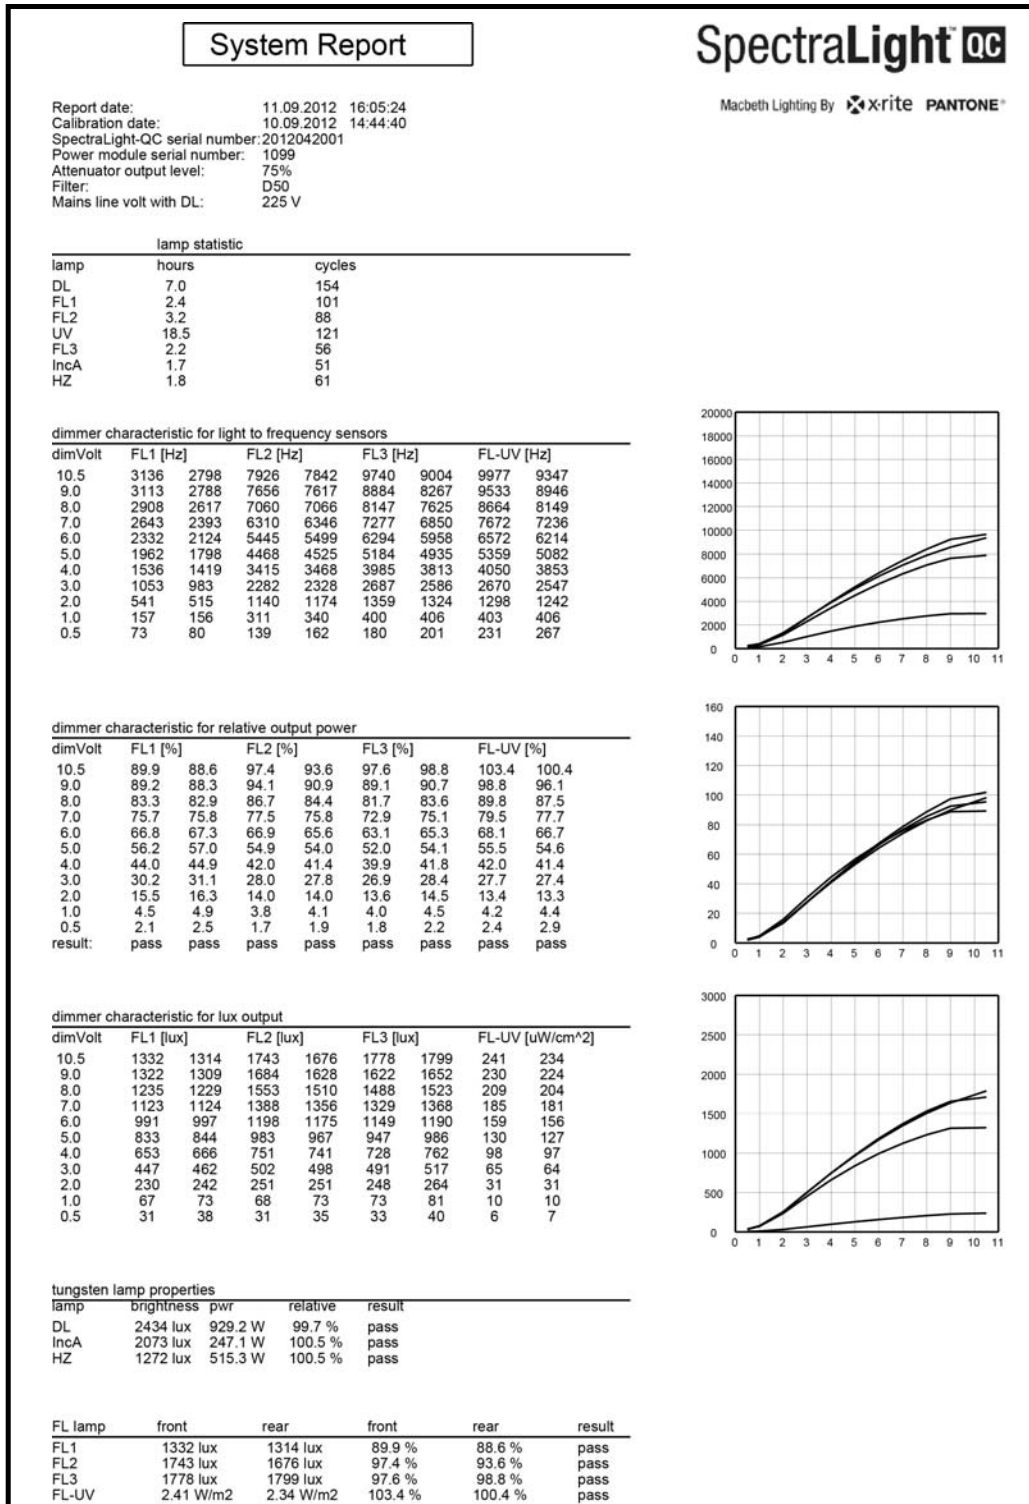 System Report
SpectraLight™ QC
Macbeth Lighting By x-rite PANTONE®
Report date: 11.09.2012 16:05:24
Calibration date: 10.09.2012 14:44:40
SpectraLight-QC serial number: 2012042001
Power module serial number: 1099
Attenuator output level: 75%
Filter: D50
Mains line volt with DL: 225 V
lamp statistic
lamp hours cycles
DL 7.0 154
FL1 2.4 101
FL2 3.2 88
UV 18.5 121
FL3 2.2 56
IncA 1.7 51
HZ 1.8 61
dimmer characteristic for light to frequency sensors
dimVolt FL1 [Hz] FL2 [Hz] FL3 [Hz] FL-UV [Hz]
10.5 3136 2798 7926 7842 9740 9004 9977 9347
9.0 3113 2788 7656 7617 8884 8267 9533 8946
8.0 2908 2617 7060 7066 8147 7625 8664 8149
7.0 2643 2393 6310 6346 7277 6850 7672 7236
6.0 2332 2124 5445 5499 6294 5958 6572 6214
5.0 1962 1798 4468 4525 5184 4935 5359 5082
4.0 1536 1419 3415 3468 3985 3813 4050 3853
3.0 1053 983 2282 2328 2687 2586 2670 2547
2.0 541 515 1140 1174 1359 1324 1298 1242
1.0 157 156 311 340 400 406 403 406
0.5 73 80 139 162 180 201 231 267
20000
18000
16000
14000
12000
10000
8000
6000
4000
2000
0
0 1 2 3 4 5 6 7 8 9 10 11
dimmer characteristic for relative output power
dimVolt FL1 [%] FL2 [%] FL3 [%] FL-UV [%]
10.5 89.9 88.6 97.4 93.6 97.6 98.8 103.4 100.4
9.0 89.2 88.3 94.1 90.9 89.1 90.7 98.8 96.1
8.0 83.3 82.9 86.7 84.4 81.7 83.6 89.8 87.5
7.0 75.7 75.8 77.5 75.8 72.9 75.1 79.5 77.7
6.0 66.8 67.3 66.9 65.6 63.1 65.3 68.1 66.7
5.0 56.2 57.0 54.9 54.0 52.0 54.1 55.5 54.6
4.0 44.0 44.9 42.0 41.4 39.9 41.8 42.0 41.4
3.0 30.2 31.1 28.0 27.8 26.9 28.4 27.7 27.4
2.0 15.5 16.3 14.0 14.0 13.6 14.5 13.4 13.3
1.0 4.5 4.9 3.8 4.1 4.0 4.5 4.2 4.4
0.5 2.1 2.5 1.7 1.9 1.8 2.2 2.4 2.9
result: pass pass pass pass pass pass pass pass
160
140
120
100
80
60
40
20
0
0 1 2 3 4 5 6 7 8 9 10 11
dimmer characteristic for lux output
dimVolt FL1 [lux] FL2 [lux] FL3 [lux] FL-UV [uW/cm^2]
10.5 1332 1314 1743 1676 1778 1799 241 234
9.0 1322 1309 1684 1628 1622 1652 230 224
8.0 1235 1229 1553 1510 1488 1523 209 204
7.0 1123 1124 1388 1356 1329 1368 185 181
6.0 991 997 1198 1175 1149 1190 159 156
5.0 833 844 983 967 947 986 130 127
4.0 653 666 751 741 728 762 98 97
3.0 447 462 502 498 491 517 65 64
2.0 230 242 251 251 248 264 31 31
1.0 67 73 68 73 73 81 10 10
0.5 31 38 31 35 33 40 6 7
3000
2500
2000
1500
1000
500
0
0 1 2 3 4 5 6 7 8 9 10 11
tungsten lamp properties
lamp brightness pwr relative result
DL 2434 lux 929.2 W 99.7 % pass
IncA 2073 lux 247.1 W 100.5 % pass
HZ 1272 lux 515.3 W 100.5 % pass
FL lamp front rear front rear result
FL1 1332 lux 1314 lux 89.9 % 88.6 % pass
FL2 1743 lux 1676 lux 97.4 % 93.6 % pass
FL3 1778 lux 1799 lux 97.6 % 98.8 % pass
FL-UV 2.41 W/m2 2.34 W/m2 103.4 % 100.4 % pass